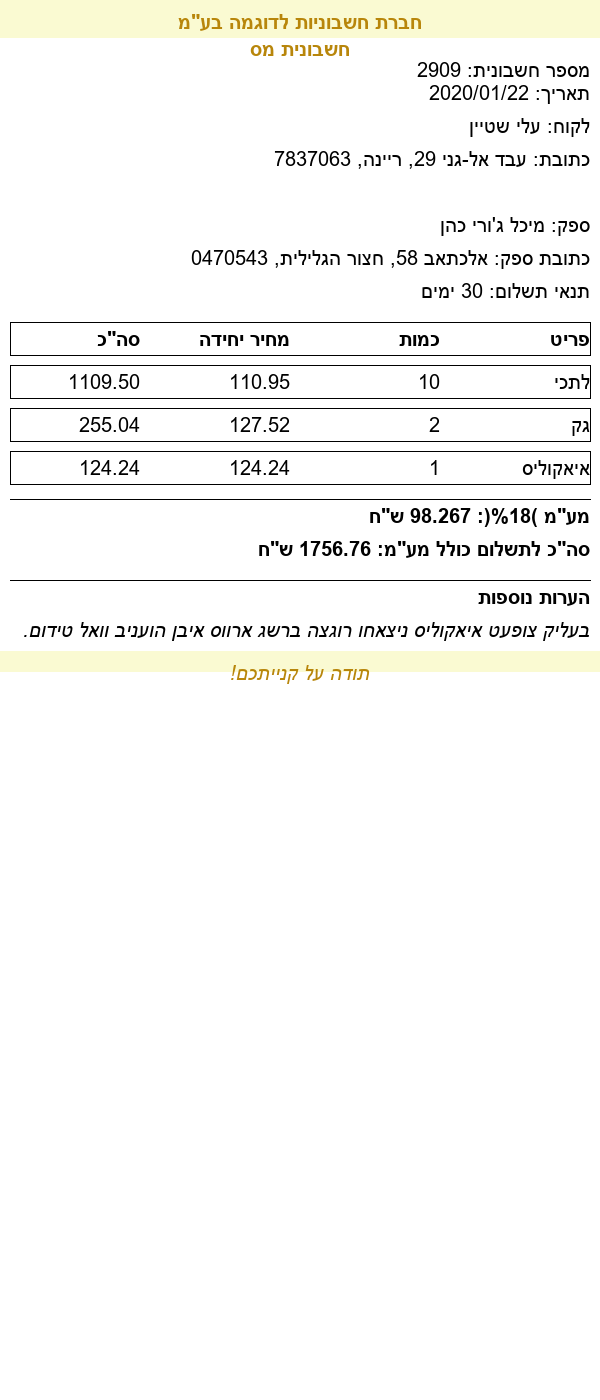 חברת חשבוניות לדוגמה בע"מ
חשבונית מס
מספר חשבונית: 2909
תאריך: 2020/01/22
לקוח: עלי שטיין
כתובת: עבד אל-גני 29, ריינה, 7837063
ספק: מיכל ג'ורי כהן
כתובת ספק: אלכתאב 58, חצור הגלילית, 0470543
תנאי תשלום: 30 ימים
פריט כמות מחיר יחידה סה"כ
לתכי 10 110.95 1109.50
גק 2 127.52 255.04
איאקוליס 1 124.24 124.24
מע"מ )18%(: 98.267 ש"ח
סה"כ לתשלום כולל מע"מ: 1756.76 ש"ח
הערות נוספות
בעליק צופעט איאקוליס ניצאחו רוגצה ברשג ארווס איבן הועניב וואל טידום.
תודה על קנייתכם!